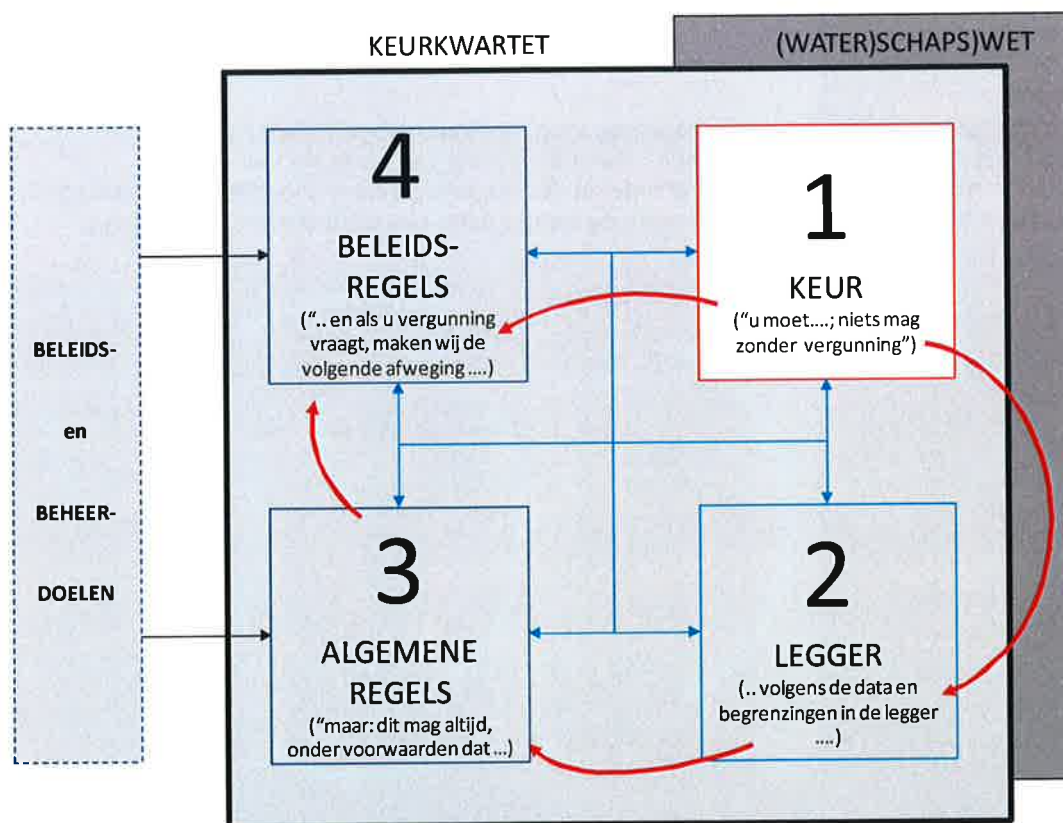 KEURKWARTET
(WATER)SCHAPS)WET
4
BELEIDS-
REGELS
(“.. en als u vergunning
vraagt, maken wij de
volgende afweging ....)
1
KEUR
(“u moet....; niets mag
zonder vergunning”)
BELEIDS-
en
BEHEER-
DOELEN
3
ALGEMENE
REGELS
(“maar: dit mag altijd,
onder voorwaarden dat ...)
2
LEGGER
(.. volgens de data en
begrenzingen in de legger
....)